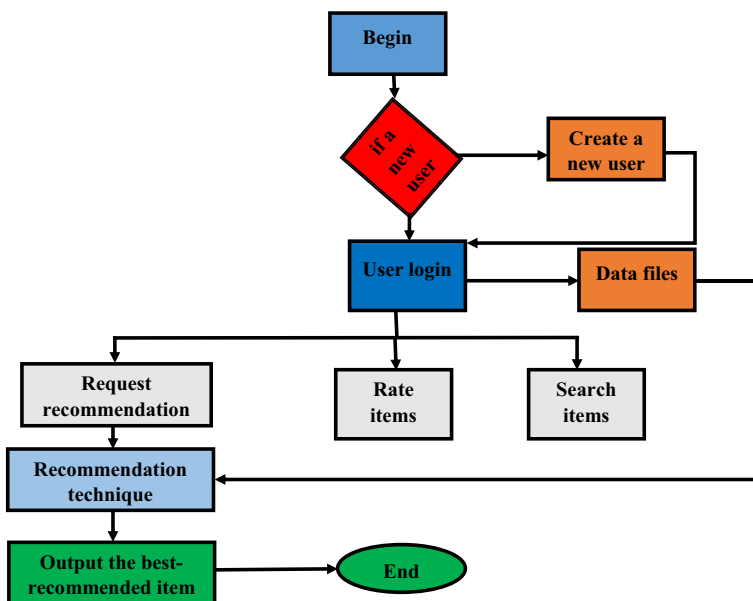 Begin
if a
new
user
Create a
new user
User login
Data files
Request
recommendation
Rate
items
Search
items
Recommendation
technique
Output the best-
recommended item
End